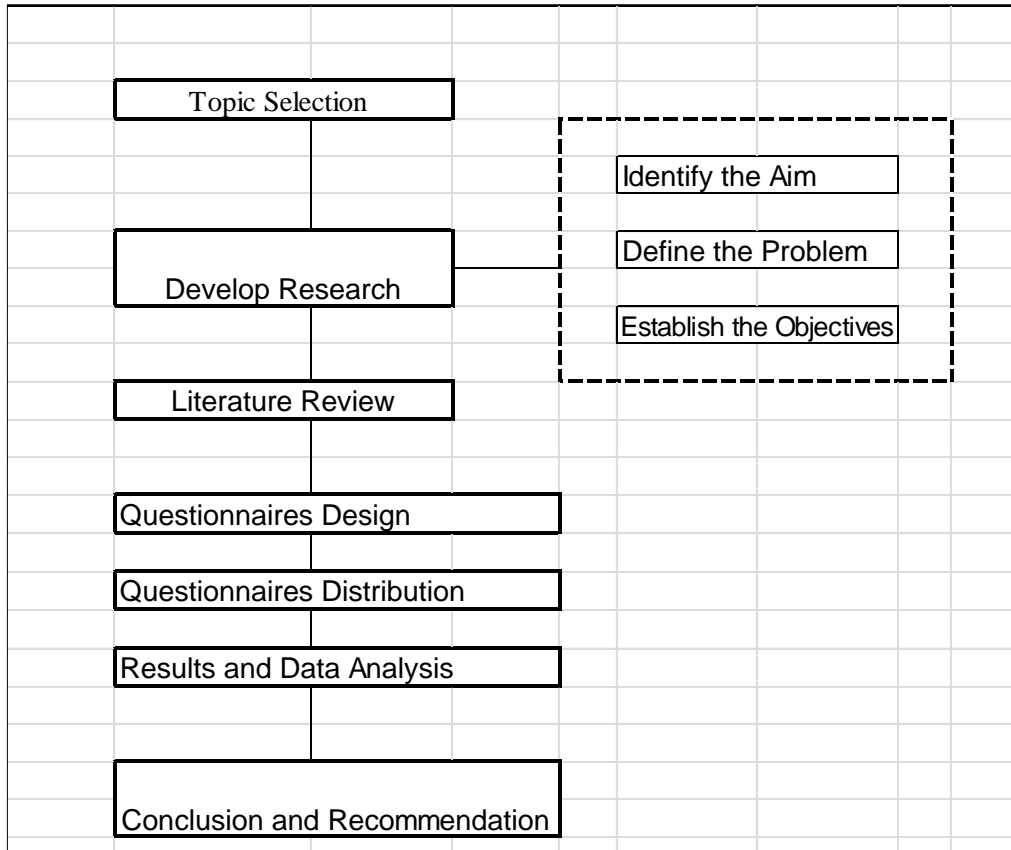 Topic Selection
Identify the Aim
Define the Problem
Develop Research
Establish the Objectives
Literature Review
Questionnaires Design
Questionnaires Distribution
Results and Data Analysis
Conclusion and Recommendation